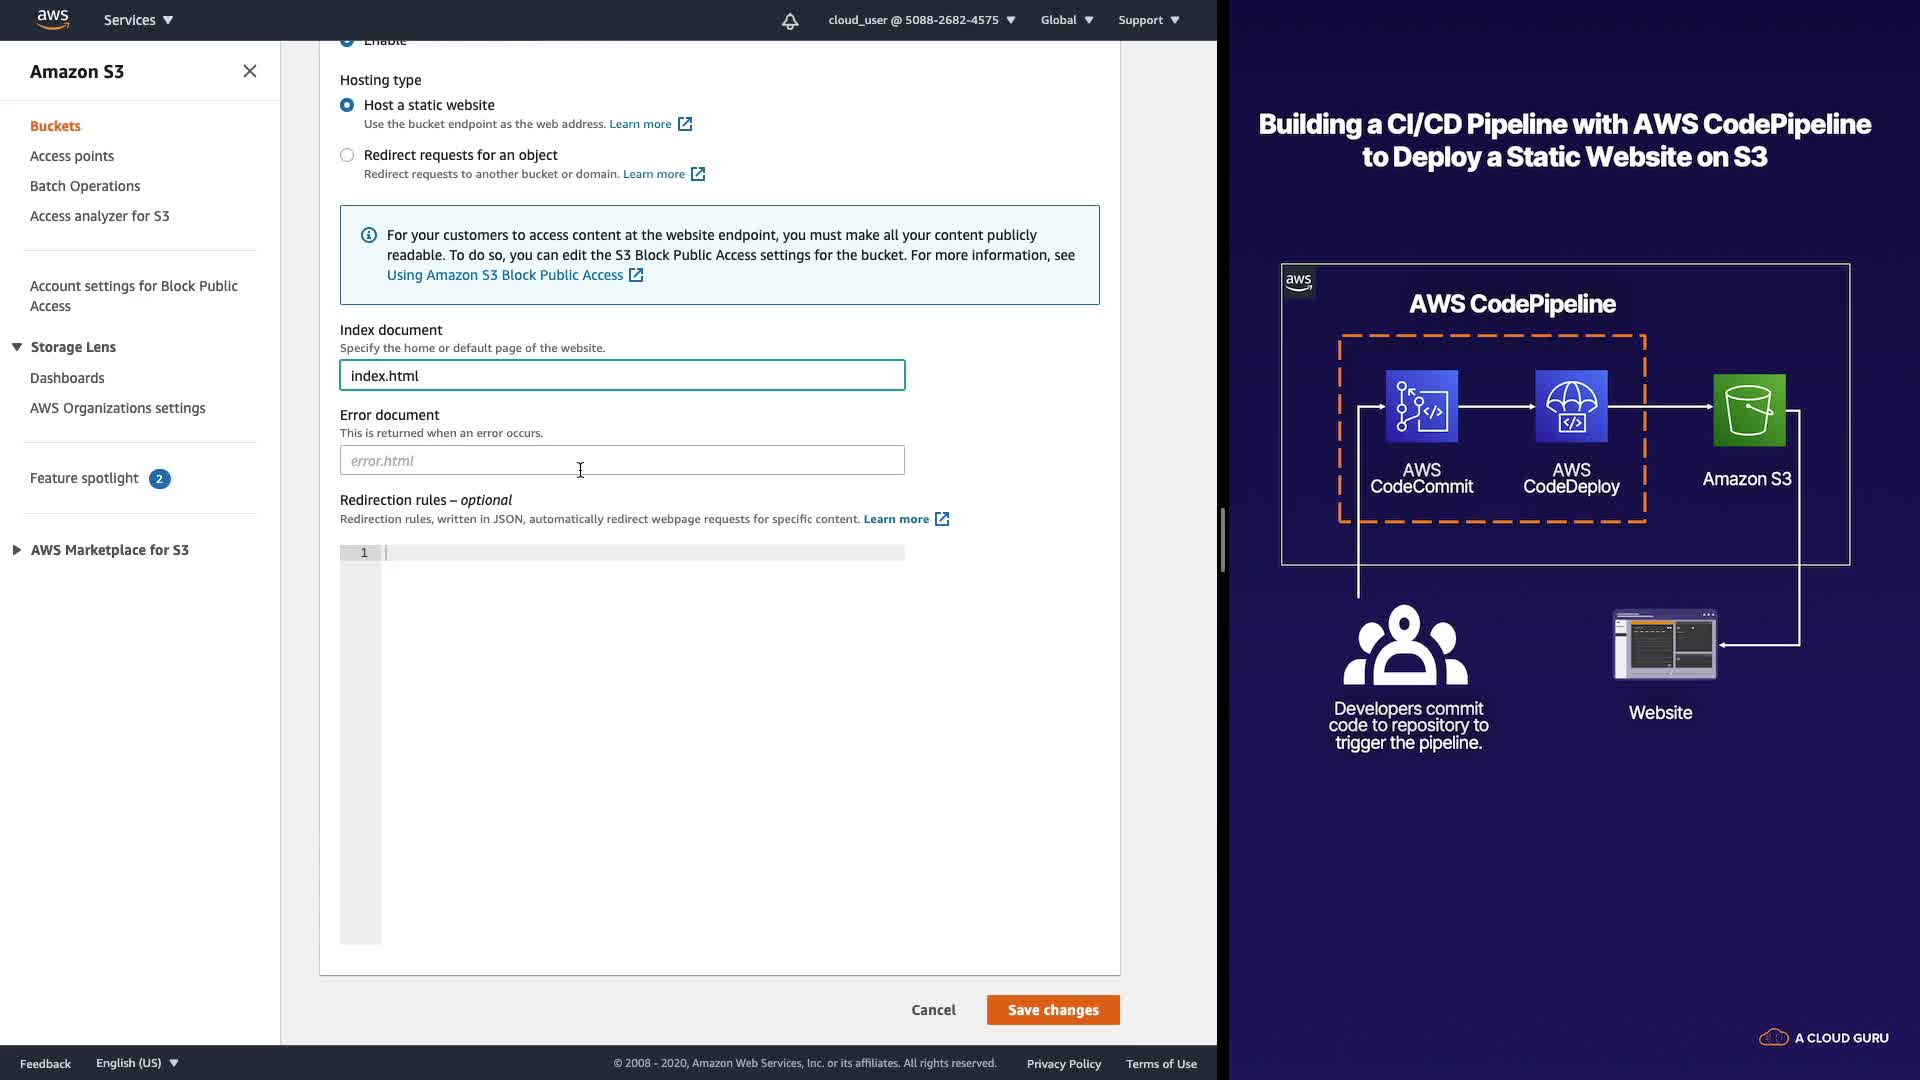 aws
Services
cloud_user @ 5088-2682-4575
Global
Support
Amazon S3
Buckets
Access points
Batch Operations
Access analyzer for S3
Account settings for Block Public
Access
Storage Lens
Dashboards
AWS Organizations settings
Feature spotlight 2
AWS Marketplace for S3
Enable
Hosting type
Host a static website
Use the bucket endpoint as the web address. Learn more
Redirect requests for an object
Redirect requests to another bucket or domain. Learn more
For your customers to access content at the website endpoint, you must make all your content publicly
readable. To do so, you can edit the S3 Block Public Access settings for the bucket. For more information, see
Using Amazon S3 Block Public Access
Index document
Specify the home or default page of the website.
index.html
Error document
This is returned when an error occurs.
error.html
Redirection rules – optional
Redirection rules, written in JSON, automatically redirect webpage requests for specific content. Learn more
1
Cancel
Save changes
Feedback
English (US)
© 2008 - 2020, Amazon Web Services, Inc. or its affiliates. All rights reserved.
Privacy Policy
Terms of Use
Building a CI/CD Pipeline with AWS CodePipeline
to Deploy a Static Website on S3
aws
AWS CodePipeline
AWS
CodeCommit
AWS
CodeDeploy
Amazon S3
Developers commit
code to repository to
trigger the pipeline.
Website
A CLOUD GURU